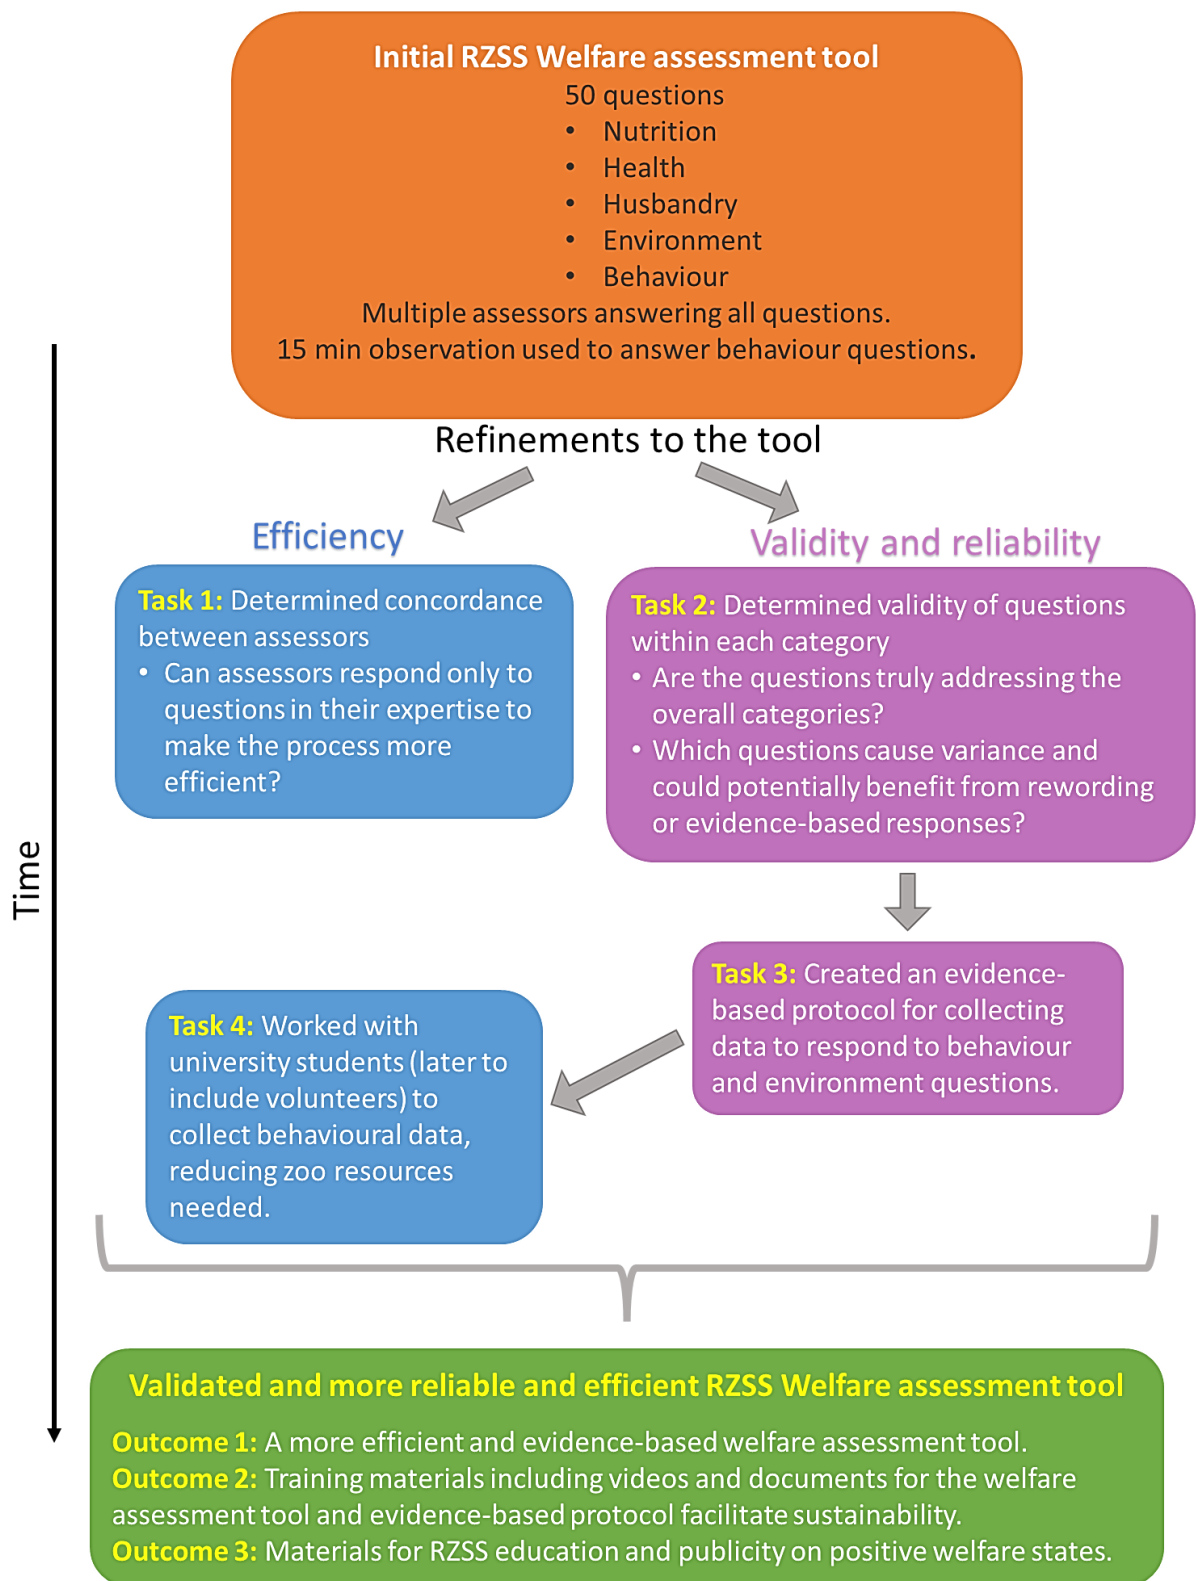 Initial RZSS Welfare assessment tool
50 questions
• Nutrition
• Health
• Husbandry
• Environment
• Behaviour
Multiple assessors answering all questions.
15 min observation used to answer behaviour questions.
Refinements to the tool
Efficiency
Validity and reliability
Task 1: Determined concordance
between assessors
• Can assessors respond only to
questions in their expertise to
make the process more
efficient?
Task 2: Determined validity of questions
within each category
• Are the questions truly addressing the
overall categories?
• Which questions cause variance and
could potentially benefit from rewording
or evidence-based responses?
Time
Task 3: Created an evidence-
based protocol for collecting
data to respond to behaviour
and environment questions.
Task 4: Worked with
university students (later to
include volunteers) to
collect behavioural data,
reducing zoo resources
needed.
Validated and more reliable and efficient RZSS Welfare assessment tool
Outcome 1: A more efficient and evidence-based welfare assessment tool.
Outcome 2: Training materials including videos and documents for the welfare
assessment tool and evidence-based protocol facilitate sustainability.
Outcome 3: Materials for RZSS education and publicity on positive welfare states.